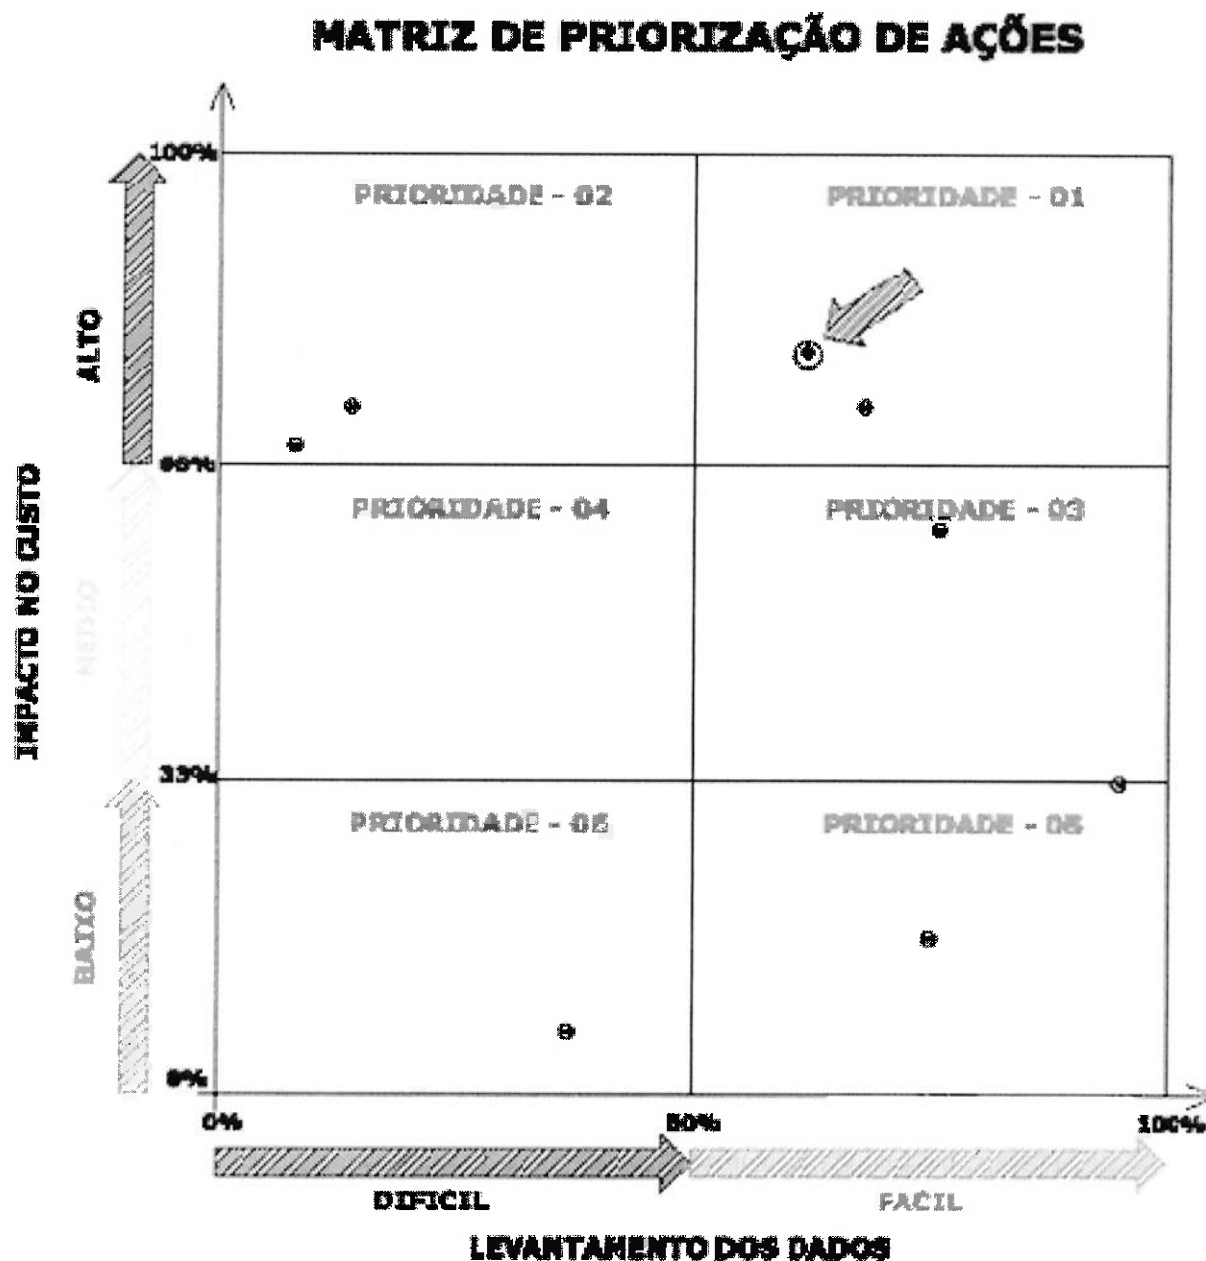 MATRIZ DE PRIORIZAÇÃO DE AÇÕES
100%
PRIORIDADE - 02
PRIORIDADE - 01
ALTO
PRIORIDADE - 04
PRIORIDADE - 03
IMPACTO NO CUSTO
MEDIO
33%
PRIORIDADE -
PRIORIDADE -
BAIXO
0%
0%
50%
100%
DIFICIL
FACIL
LEVANTAMENTO DOS DADOS